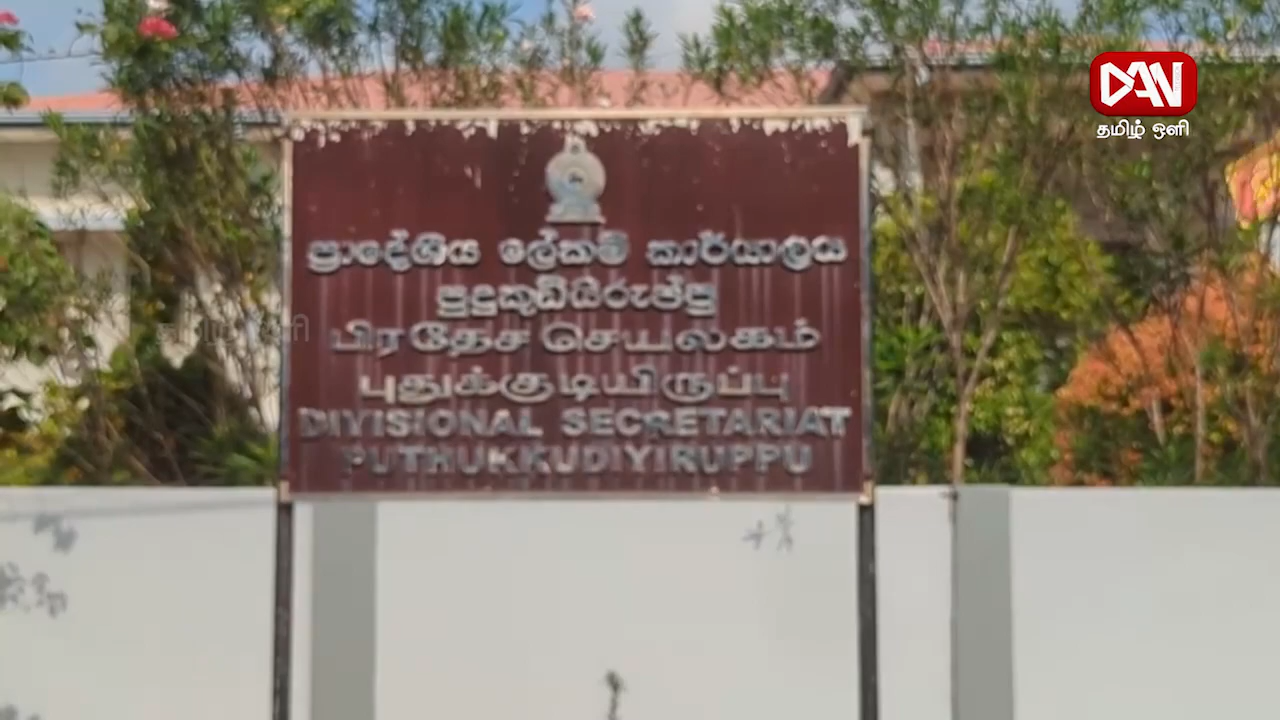 DAN
தமிழ் ஒளி
ප්‍රාදේශීය ලේකම් කාර්යාලය
පුදුකුඩියිරුප්පු
பிரதேச செயலகம்
புதுக்குடியிருப்பு
DIVISIONAL SECRETARIAT
PUTHUKKUDIYIRUPPU